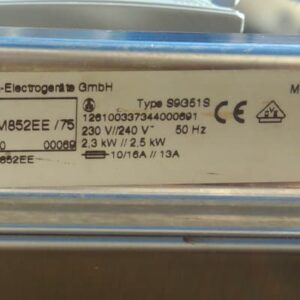 -Electrogeräte GmbH
M
Type S9G51S
M852EE /75
126100337344000691
230 V//240 V~ 50 Hz
0 00069
2,3 kW // 2,5 kW
852EE
10/16A // 13A
CE